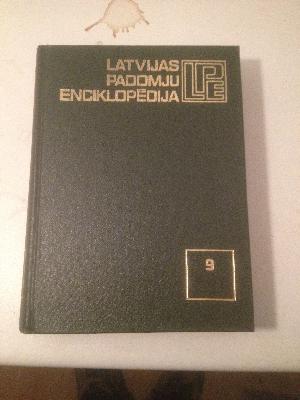 LATVIJAS
PADOMJU
ENCIKLOPĒDIJA
LPE
9